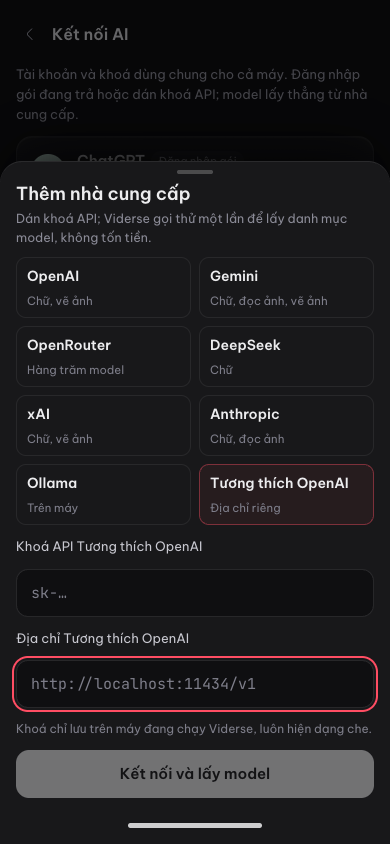 Kết nối AI
Tài khoản và khoá dùng chung cho cả máy. Đăng nhập
gói đang trả hoặc dán khoá API; model lấy thẳng từ nhà
cung cấp.
ChatGPT Đăng nhập gói
Thêm nhà cung cấp
Dán khoá API; Viderse gọi thử một lần để lấy danh mục
model, không tốn tiền.
OpenAI
Chữ, vẽ ảnh
Gemini
Chữ, đọc ảnh, vẽ ảnh
OpenRouter
Hàng trăm model
DeepSeek
Chữ
xAI
Chữ, vẽ ảnh
Anthropic
Chữ, đọc ảnh
Ollama
Trên máy
Tương thích OpenAI
Địa chỉ riêng
Khoá API Tương thích OpenAI
sk-…
Địa chỉ Tương thích OpenAI
http://localhost:11434/v1
Khoá chỉ lưu trên máy đang chạy Viderse, luôn hiện dạng che.
Kết nối và lấy model